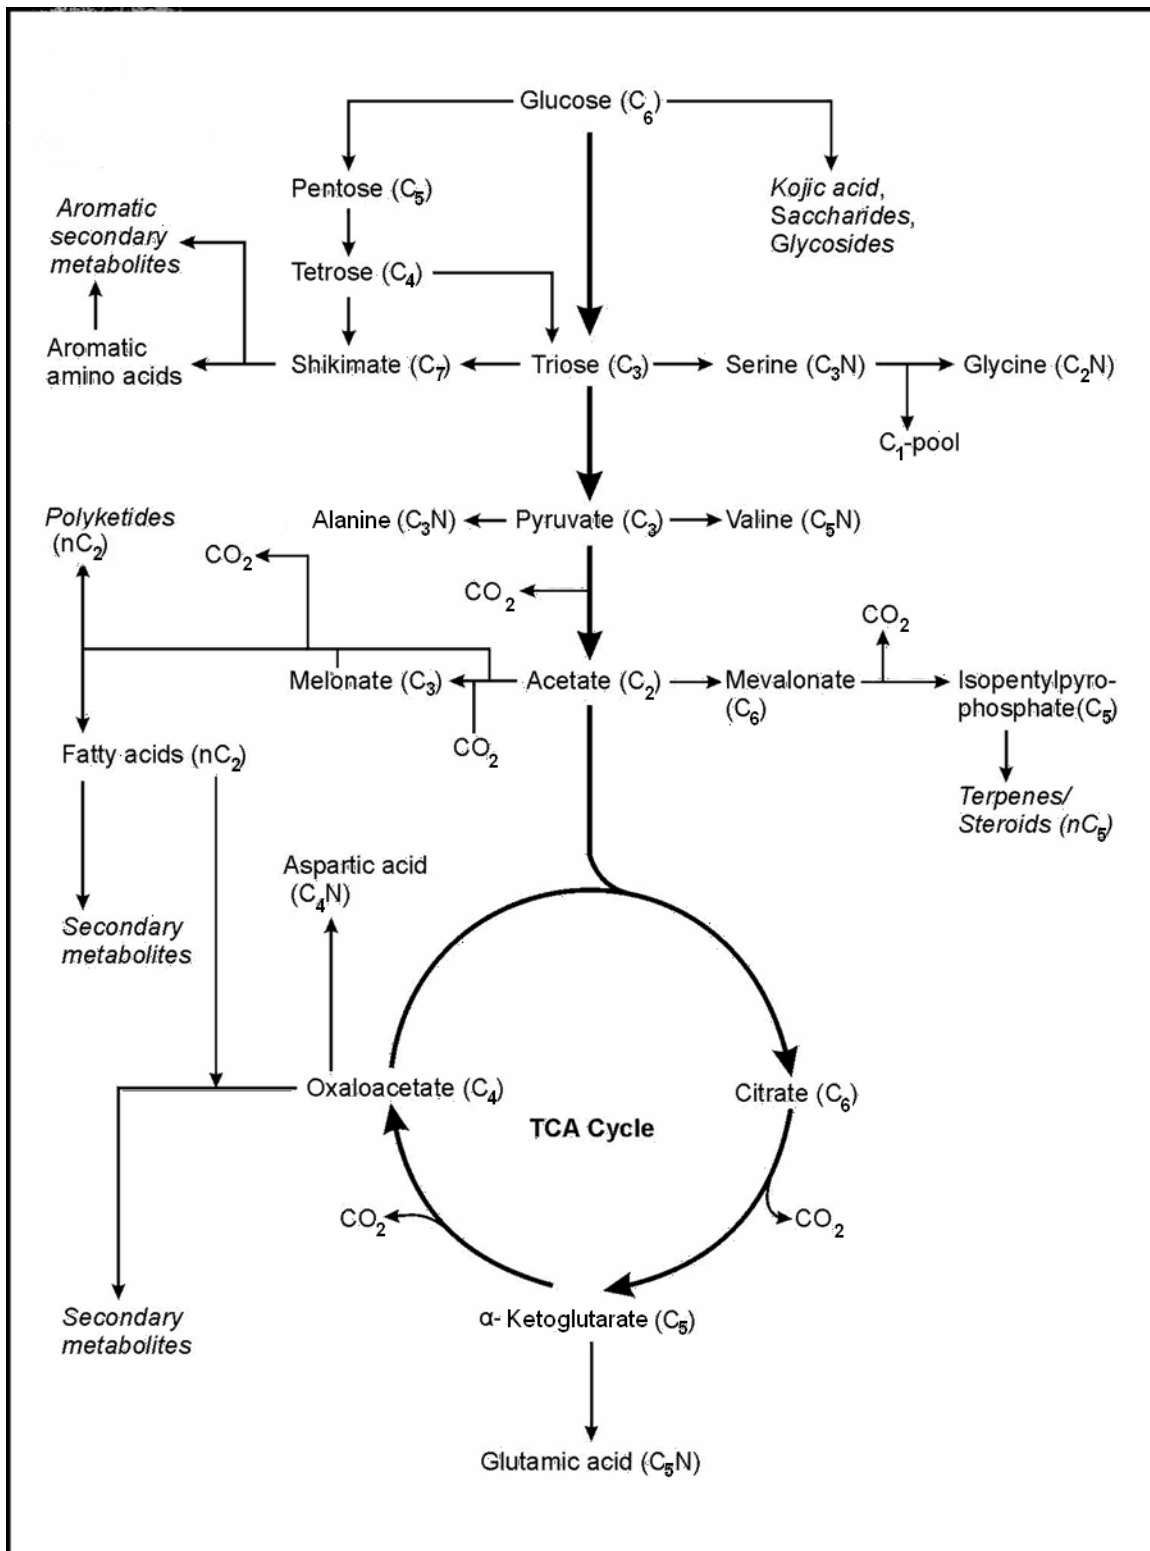 Glucose (C6)
Pentose (C5)
Kojic acid,
Saccharides,
Glycosides
Aromatic
secondary
metabolites
Tetrose (C4)
Aromatic
amino acids
Shikimate (C7)
Triose (C3)
Serine (C3N)
Glycine (C2N)
C1-pool
Polyketides
(nC2)
Alanine (C3N)
Pyruvate (C3)
Valine (C5N)
CO2
CO2
CO2
Melonate (C3)
Acetate (C2)
Mevalonate
(C6)
Isopentylpyro-
phosphate(C5)
CO2
Fatty acids (nC2)
Terpenes/
Steroids (nC5)
Aspartic acid
(C4N)
Secondary
metabolites
Oxaloacetate (C4)
Citrate (C6)
TCA Cycle
CO2
CO2
Secondary
metabolites
α- Ketoglutarate (C5)
Glutamic acid (C5N)